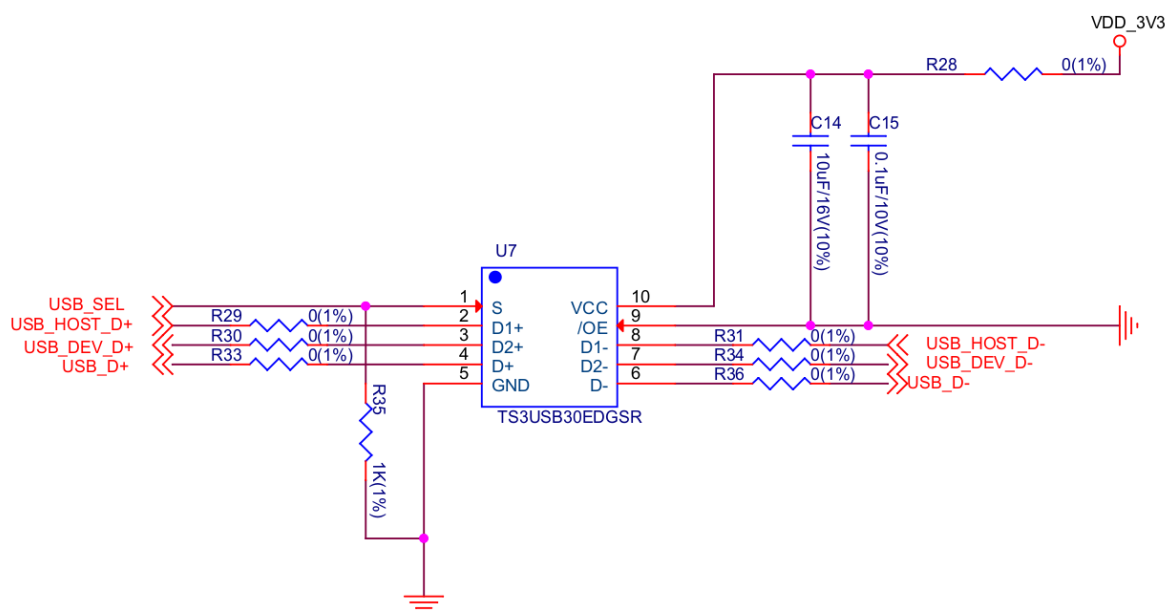 VDD_3V3
R28 0(1%)
C14 C15
10uF/16V(10%)
0.1uF/10V(10%)
U7
USB_SEL 1 S VCC 10
USB_HOST_D+ R29 0(1%) 2 D1+ /OE 9
USB_DEV_D+ R30 0(1%) 3 D2+ D1- 8 R31 0(1%) USB_HOST_D-
USB_D+ R33 0(1%) 4 D+ D2- 7 R34 0(1%) USB_DEV_D-
5 GND D- 6 R36 0(1%) USB_D-
TS3USB30EDGSR
R35
1K(1%)